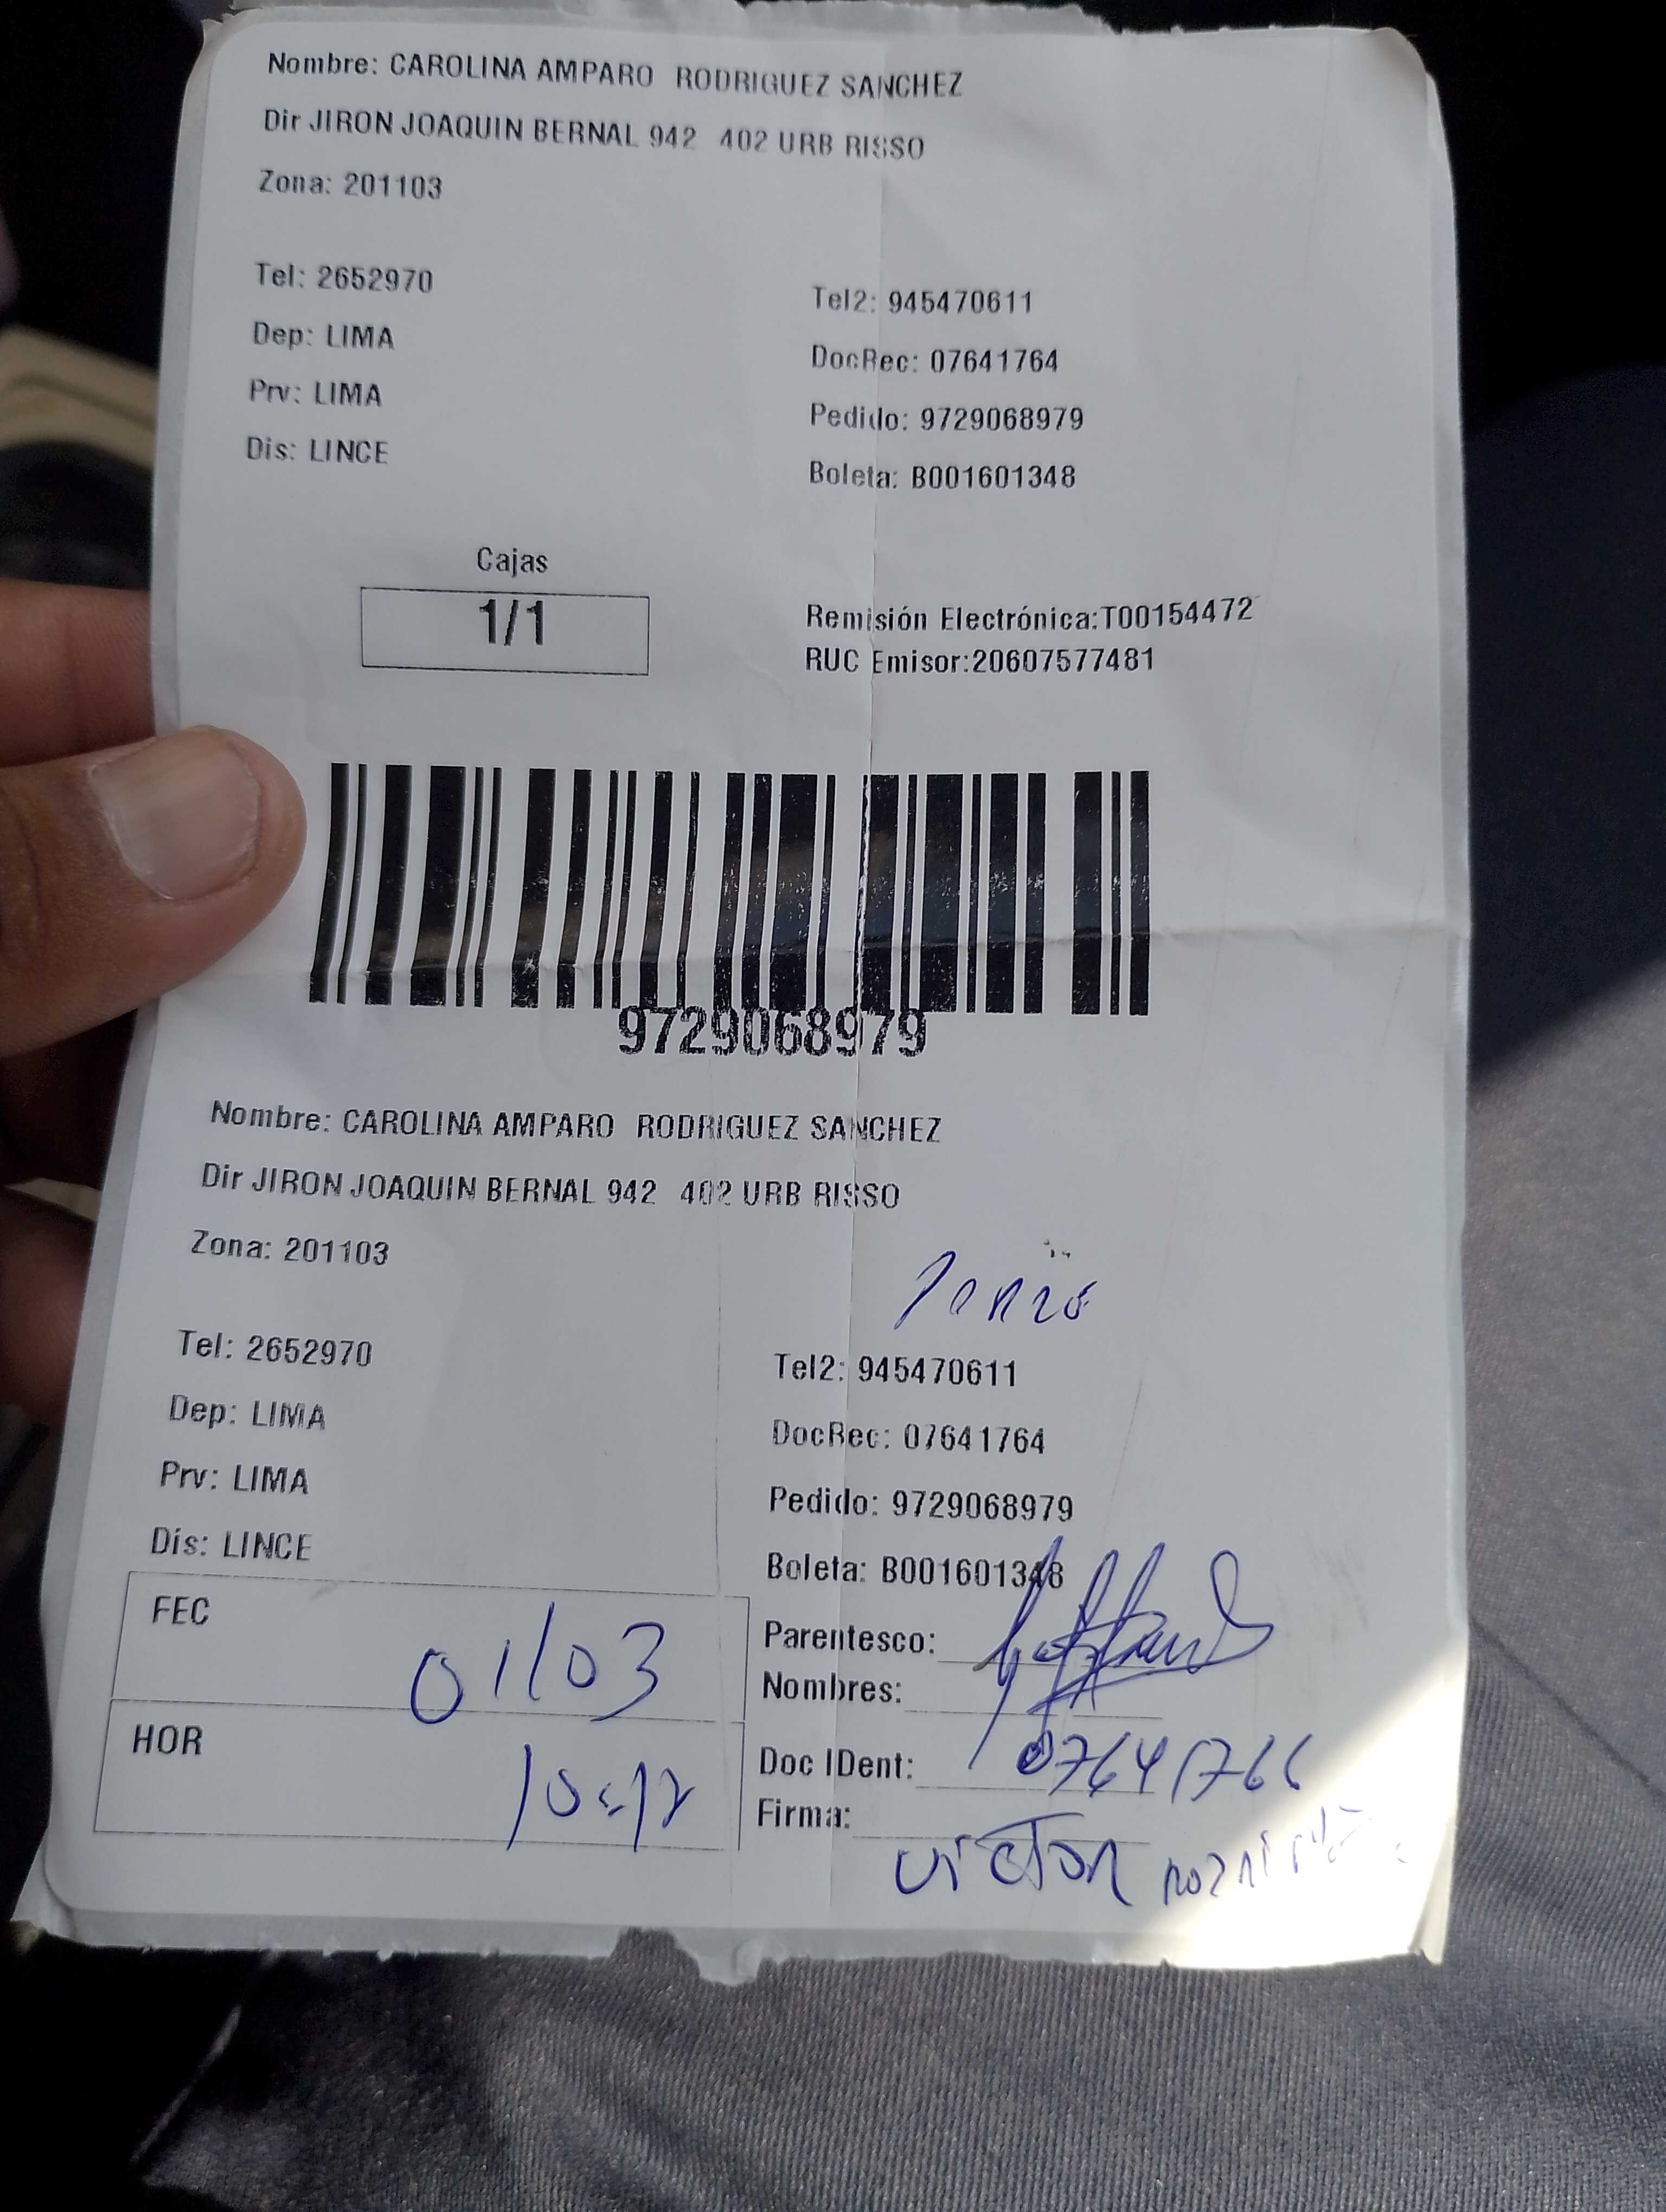 Nombre: CAROLINA AMPARO RODRIGUEZ SANCHEZ
Dir JIRON JOAQUIN BERNAL 942 402 URB RISSO
Zona: 201103
Tel: 2652970
Tel2: 945470611
Dep: LIMA
DocRec: 07641764
Prv: LIMA
Pedido: 9729068979
Dis: LINCE
Boleta: B001601348
Cajas
1/1
Remisión Electrónica:T00154472
RUC Emisor:20607577481
9729068979
Nombre: CAROLINA AMPARO RODRIGUEZ SANCHEZ
Dir JIRON JOAQUIN BERNAL 942 402 URB RISSO
Zona: 201103
Tel: 2652970
Tel2: 945470611
Dep: LIMA
DocRec: 07641764
Prv: LIMA
Pedido: 9729068979
Dis: LINCE
Boleta: B001601348
FEC 01/03
Parentesco:
Nombres:
HOR
Doc IDent: 07641766
Firma:
VICTOR